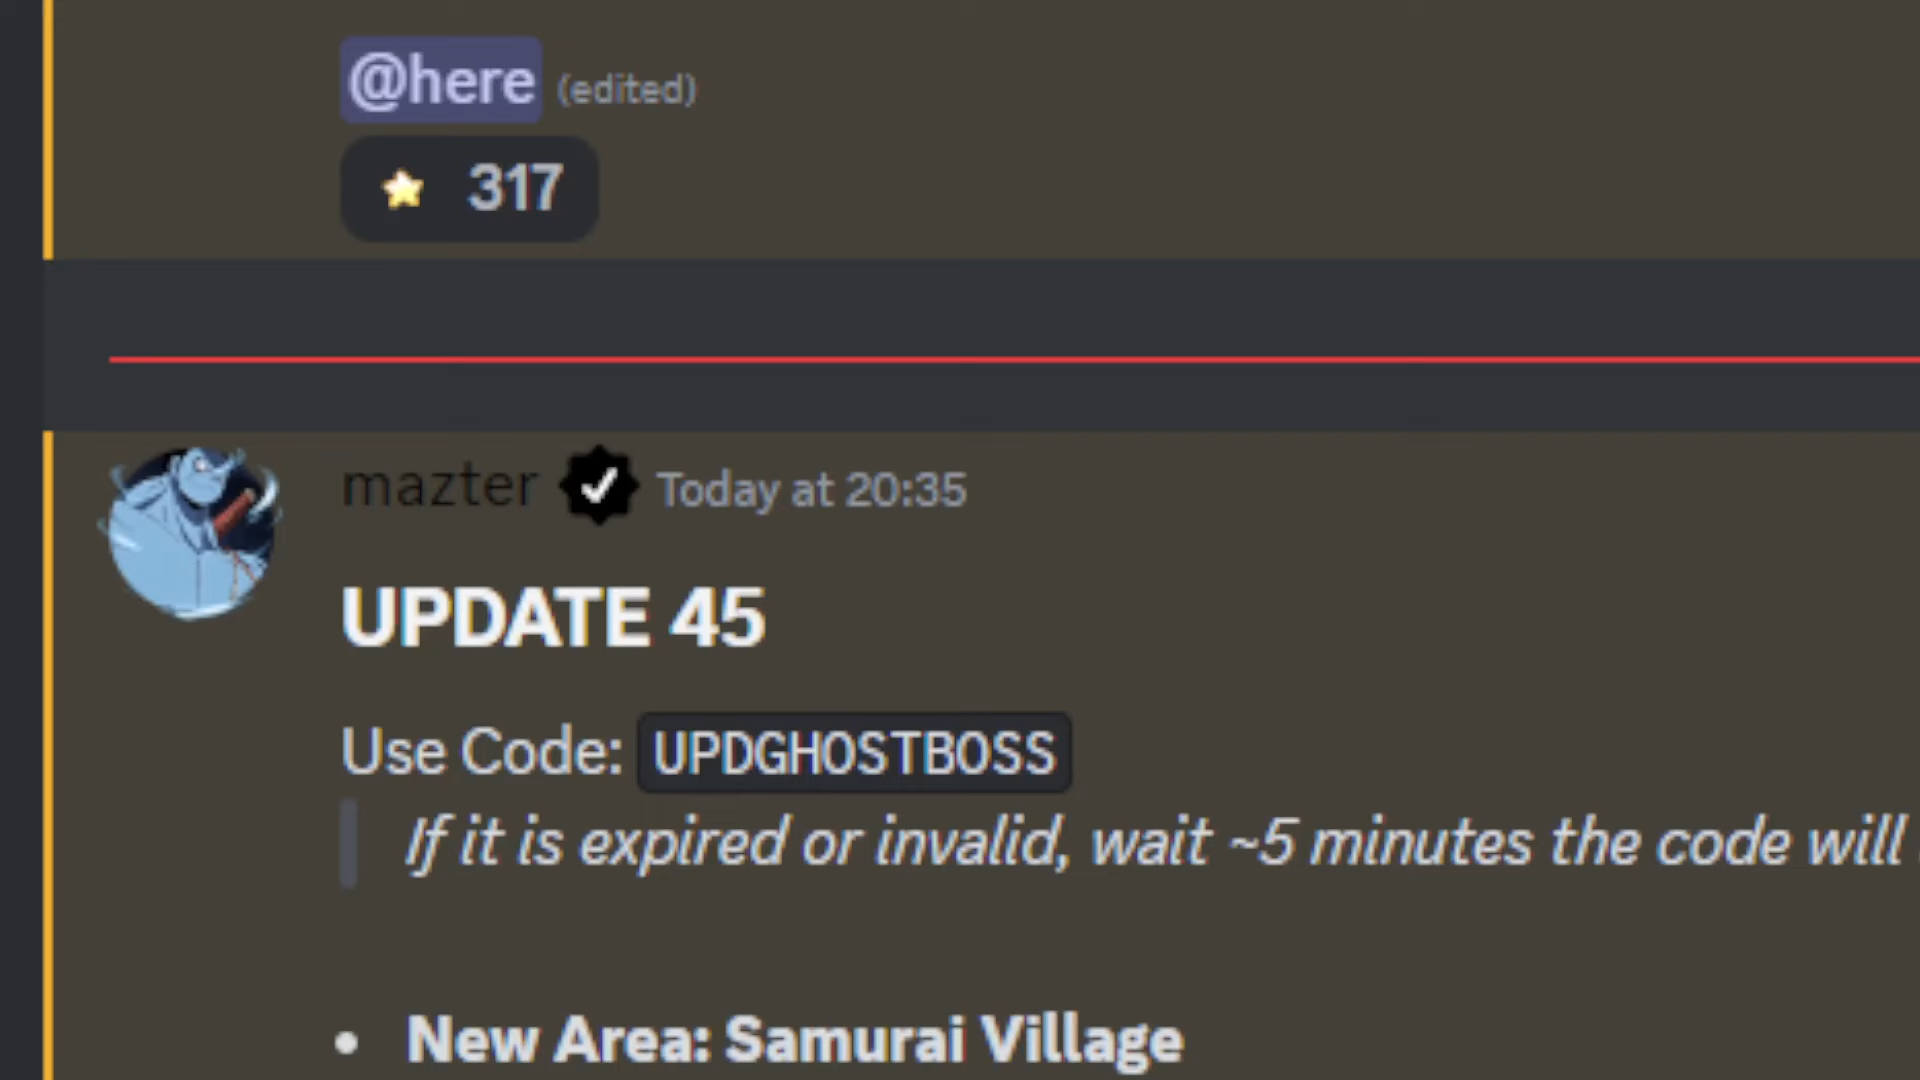 @here (edited)
317
mazter Today at 20:35
UPDATE 45
Use Code: UPDGHOSTBOSS
If it is expired or invalid, wait ~5 minutes the code will
• New Area: Samurai Village